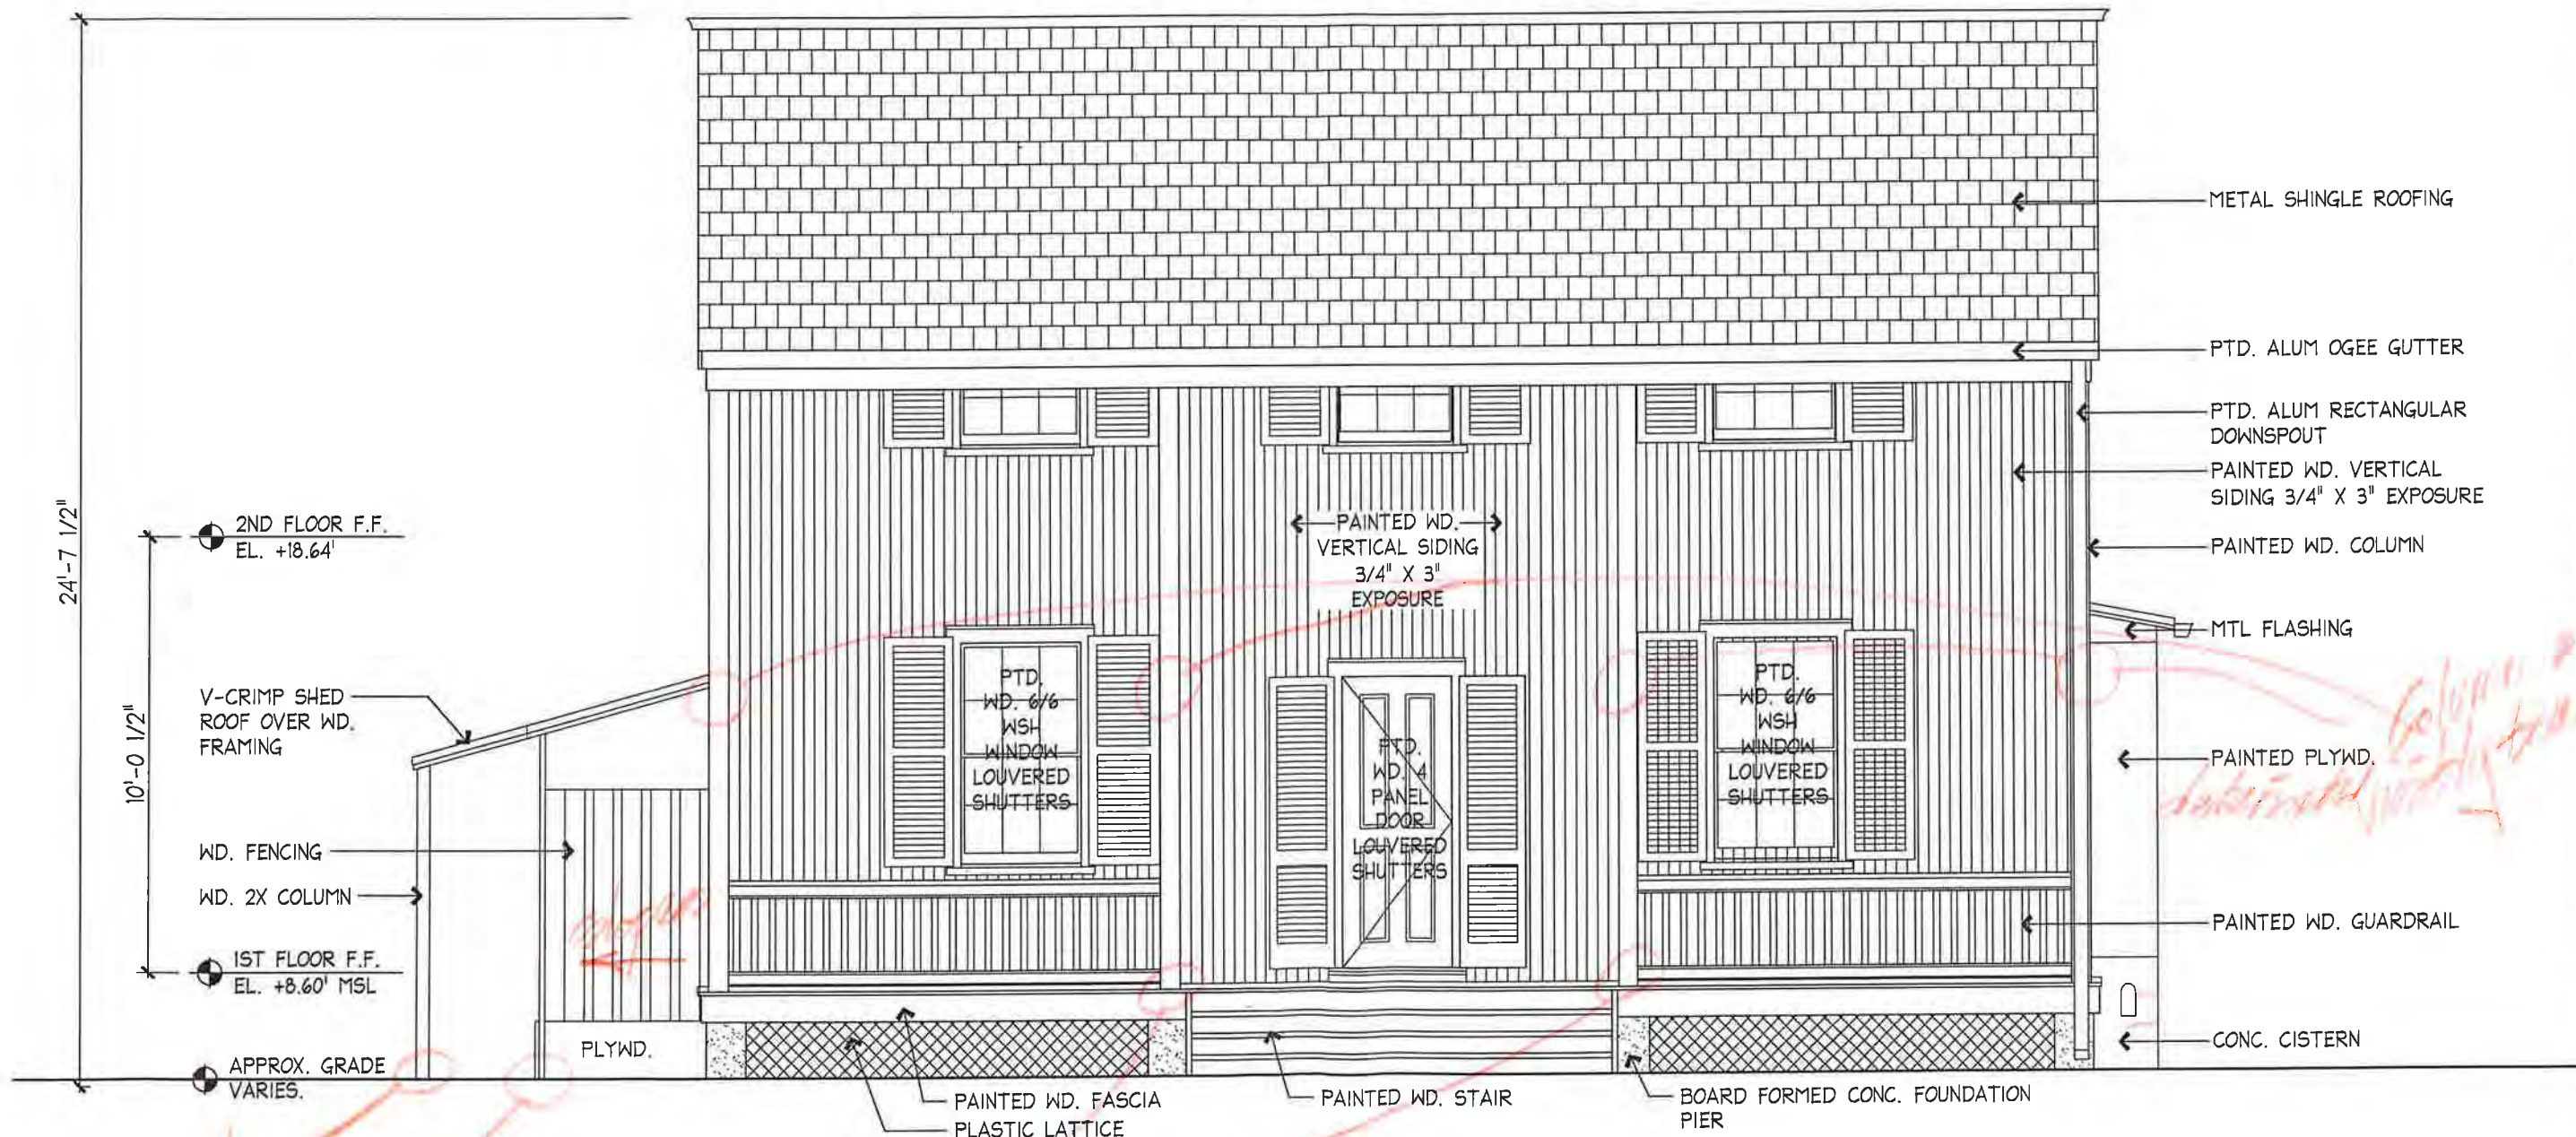 24'-7 1/2"
10'-0 1/2"
2ND FLOOR F.F.
EL. +18.64'
V-CRIMP SHED
ROOF OVER WD.
FRAMING
WD. FENCING
WD. 2X COLUMN
1ST FLOOR F.F.
EL. +8.60' MSL
APPROX. GRADE
VARIES.
PLYWD.
PAINTED WD.
VERTICAL SIDING
3/4" X 3"
EXPOSURE
PTD.
WD. 6/6
WSH
WINDOW
LOUVERED
SHUTTERS
PTD.
WD. 4
PANEL
DOOR
LOUVERED
SHUTTERS
PTD.
WD. 6/6
WSH
WINDOW
LOUVERED
SHUTTERS
PAINTED WD. FASCIA
PLASTIC LATTICE
PAINTED WD. STAIR
BOARD FORMED CONC. FOUNDATION
PIER
METAL SHINGLE ROOFING
PTD. ALUM OGEE GUTTER
PTD. ALUM RECTANGULAR
DOWNSPOUT
PAINTED WD. VERTICAL
SIDING 3/4" X 3" EXPOSURE
PAINTED WD. COLUMN
MTL FLASHING
PAINTED PLYWD.
PAINTED WD. GUARDRAIL
CONC. CISTERN